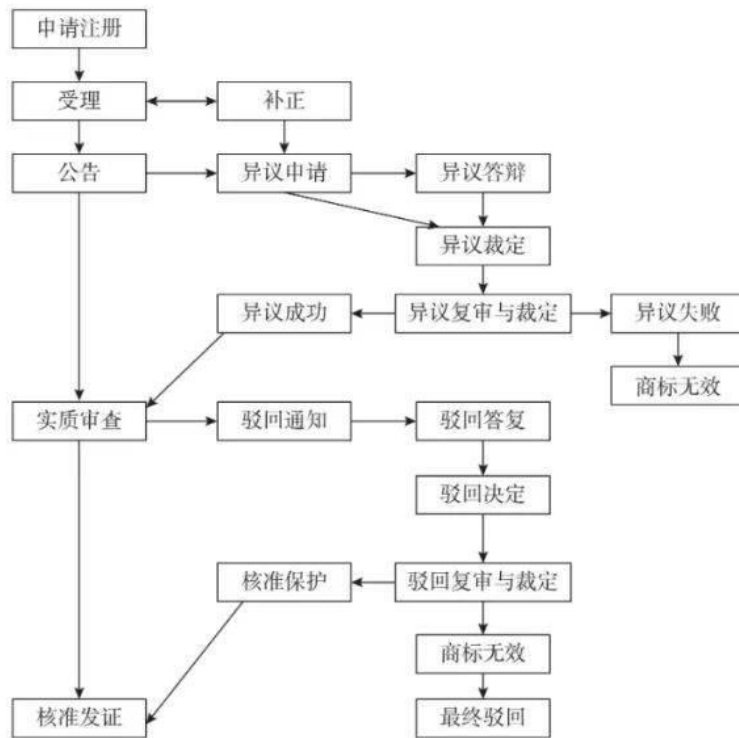 申请注册
受理
补正
公告
异议申请
异议答辩
异议裁定
异议成功
异议复审与裁定
异议失败
商标无效
实质审查
驳回通知
驳回答复
驳回决定
核准保护
驳回复审与裁定
商标无效
核准发证
最终驳回